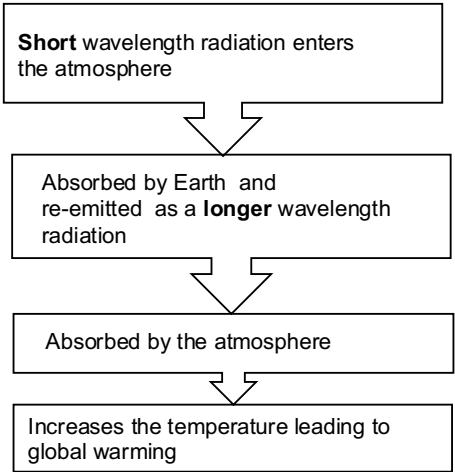 Short wavelength radiation enters
the atmosphere
Absorbed by Earth and
re-emitted as a longer wavelength
radiation
Absorbed by the atmosphere
Increases the temperature leading to
global warming